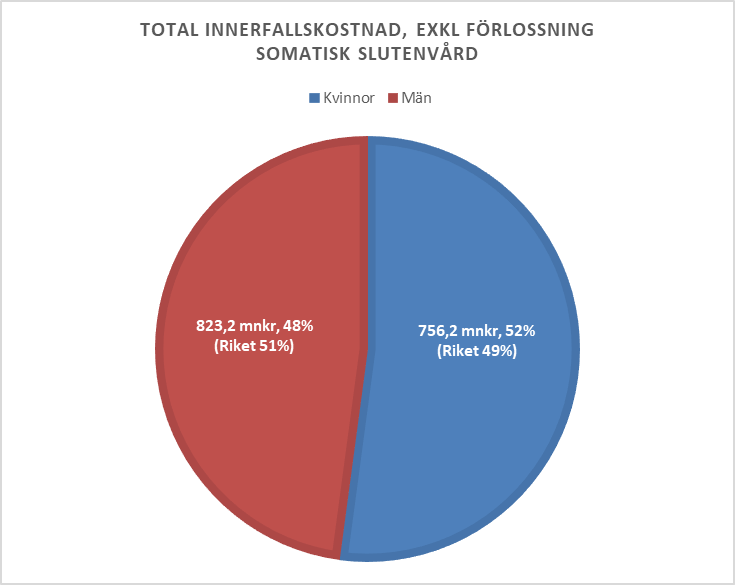 TOTAL INNERFALLSKOSTNAD, EXKL FÖRLOSSNING
SOMATISK SLUTENVÅRD
Kvinnor Män
823,2 mnkr, 48%
(Riket 51%)
756,2 mnkr, 52%
(Riket 49%)